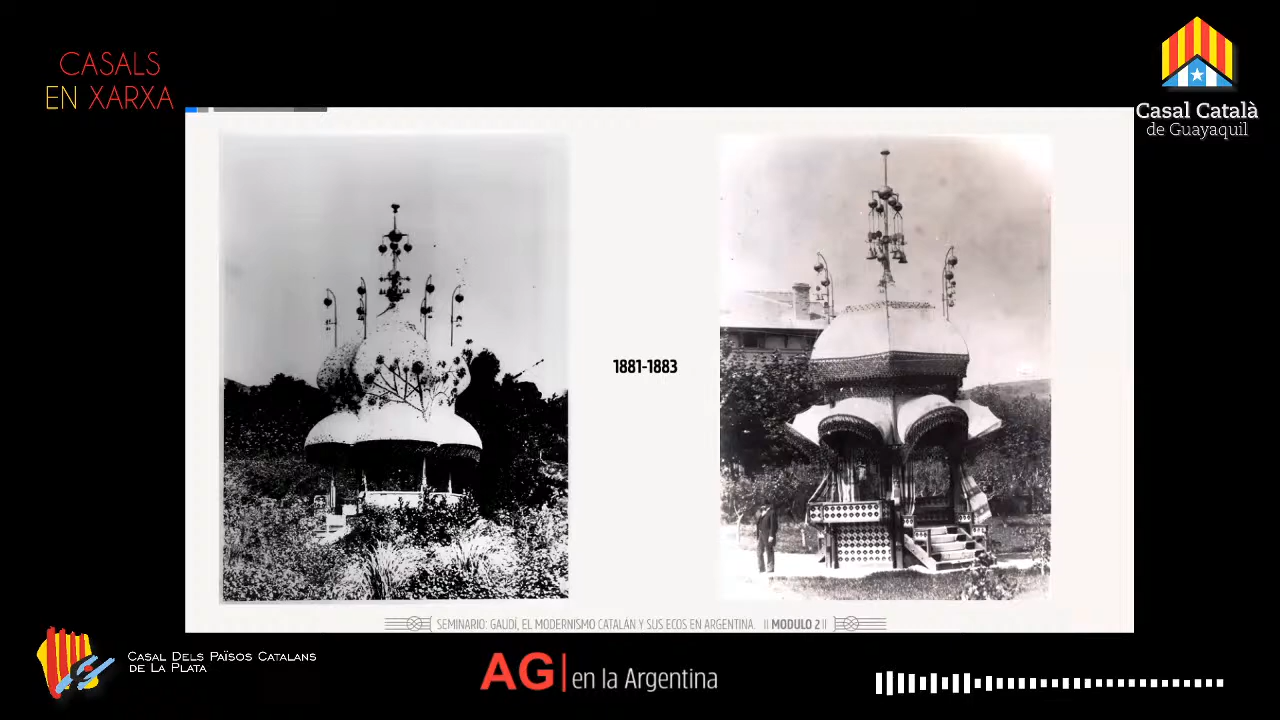 CASALS
EN XARXA
Casal Català
de Guayaquil
1881-1883
SEMINARIO: GAUDÍ, EL MODERNISMO CATALÁN Y SUS ECOS EN ARGENTINA. || MODULO 2 ||
CASAL DELS PAÏSOS CATALANS
DE LA PLATA
AG| en la Argentina